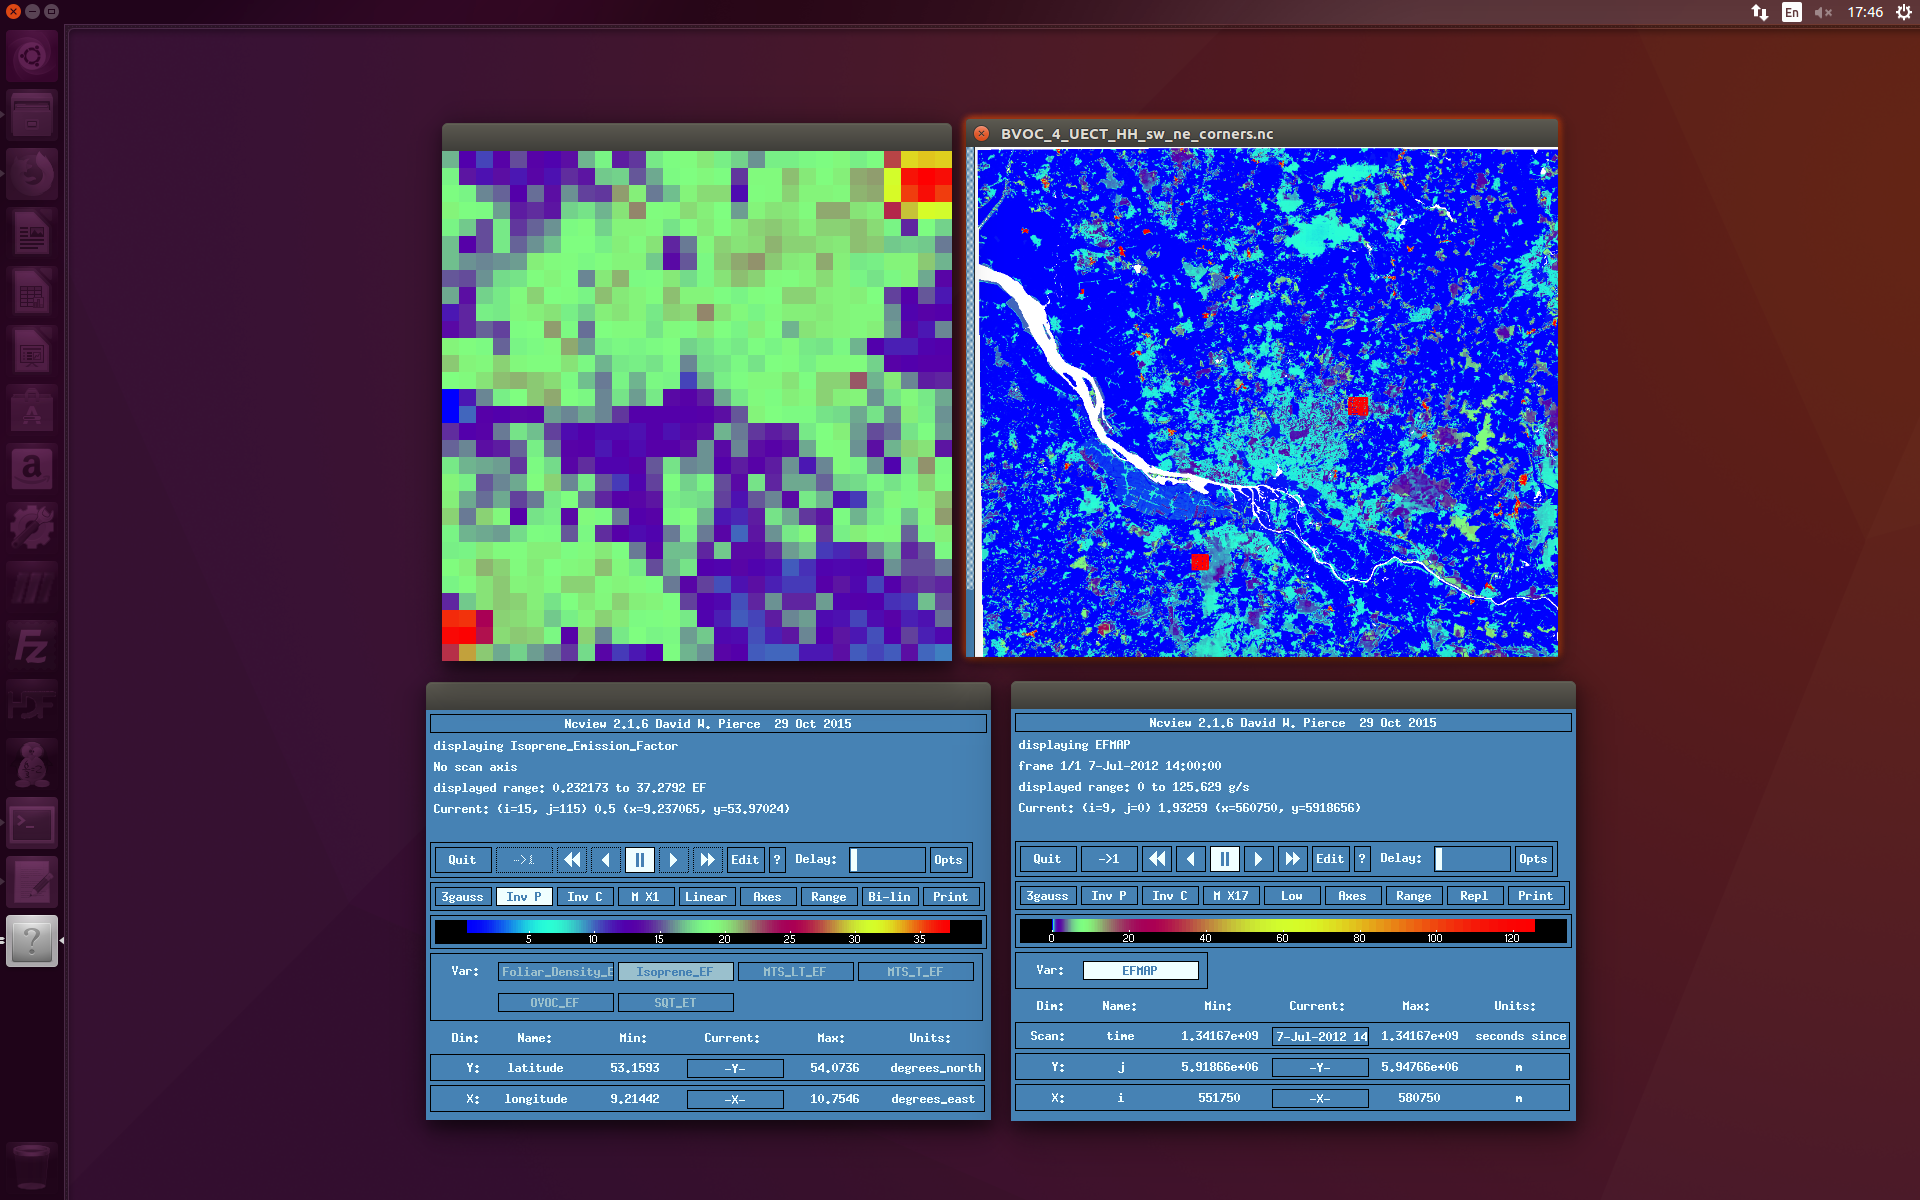 En 17:46
BVOC_4_UECT_HH_sw_ne_corners.nc
Ncview 2.1.6 David W. Pierce 29 Oct 2015
displaying Isoprene_Emission_Factor
No scan axis
displayed range: 0.232173 to 37.2792 EF
Current: (i=15, j=115) 0.5 (x=9.237065, y=53.97024)
Quit ->1 Edit ? Delay: Opts
3gauss Inv P Inv C M X1 Linear Axes Range Bi-lin Print
5 10 15 20 25 30 35
Var: Foliar_Density_E Isoprene_EF MTS_LT_EF MTS_T_EF
OVOC_EF SQT_ET
Dim: Name: Min: Current: Max: Units:
Y: latitude 53.1593 -Y- 54.0736 degrees_north
X: longitude 9.21442 -X- 10.7546 degrees_east
Ncview 2.1.6 David W. Pierce 29 Oct 2015
displaying EFMAP
frame 1/1 7-Jul-2012 14:00:00
displayed range: 0 to 125.629 g/s
Current: (i=9, j=0) 1.93259 (x=560750, y=5918656)
Quit ->1 Edit ? Delay: Opts
3gauss Inv P Inv C M X17 Low Axes Range Repl Print
0 20 40 60 80 100 120
Var: EFMAP
Dim: Name: Min: Current: Max: Units:
Scan: time 1.34167e+09 7-Jul-2012 14 1.34167e+09 seconds since
Y: j 5.91866e+06 -Y- 5.94766e+06 m
X: i 551750 -X- 580750 m